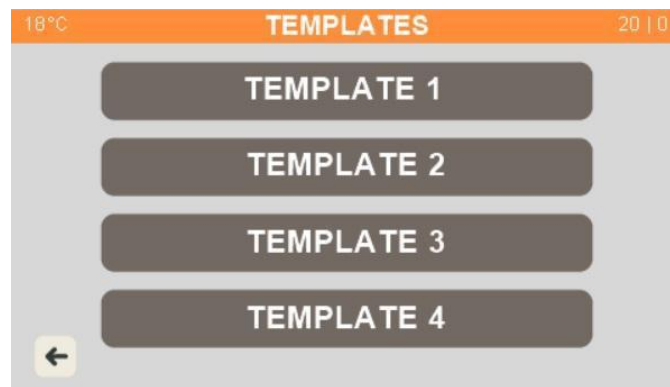 18°C TEMPLATES 20 | 0
TEMPLATE 1
TEMPLATE 2
TEMPLATE 3
TEMPLATE 4